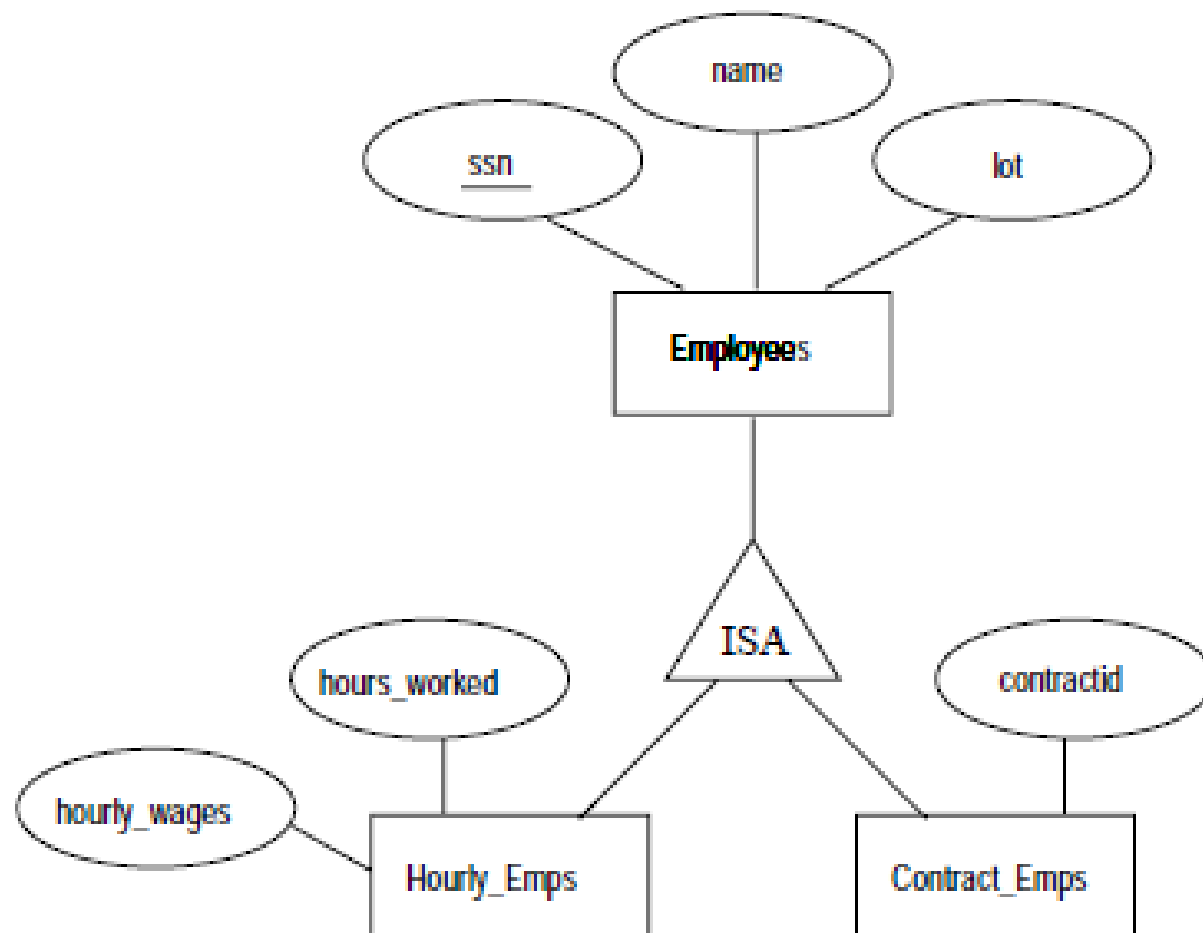 name
ssn
lot
Employees
ISA
hours_worked
contractid
hourly_wages
Hourly_Emps
Contract_Emps